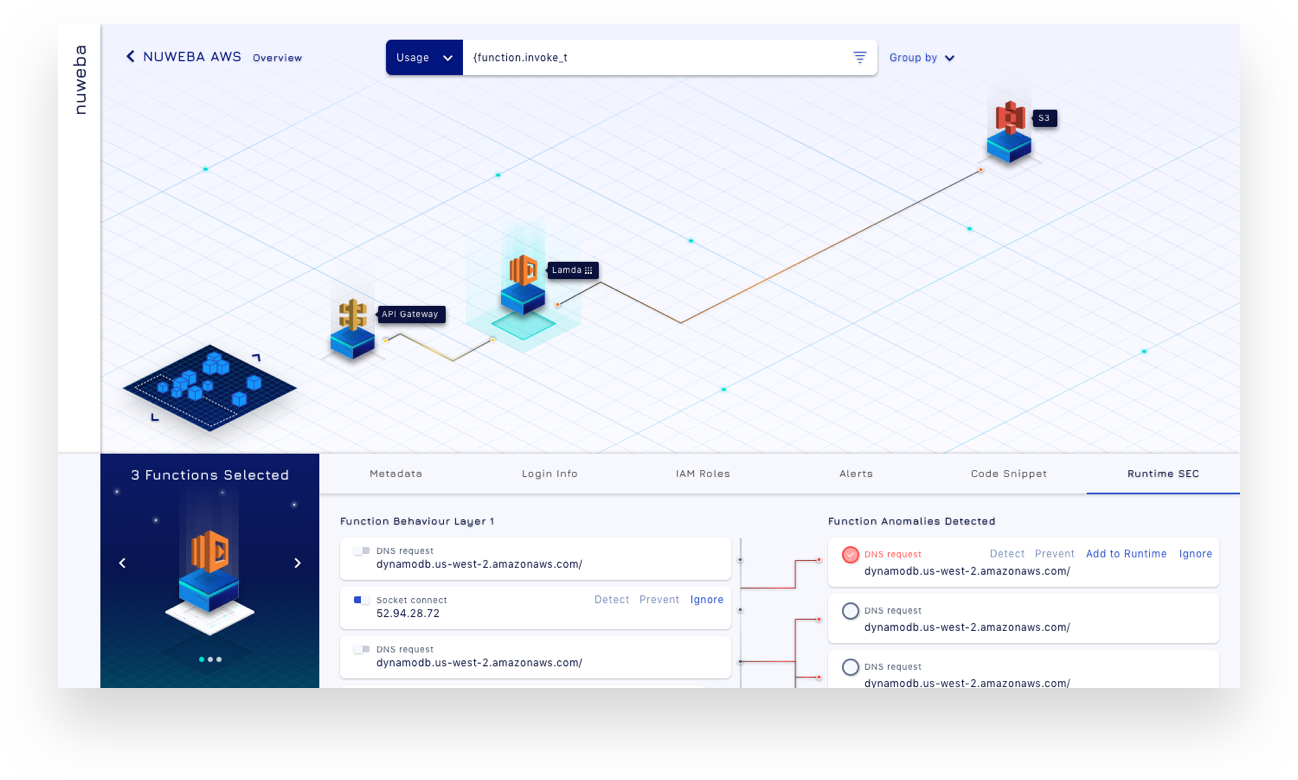 nuweba
NUWEBA AWS Overview
Usage
{function.invoke_t
Group by
S3
Lamda
API Gateway
3 Functions Selected
Metadata
Login Info
IAM Roles
Alerts
Code Snippet
Runtime SEC
Function Behaviour Layer 1
DNS request
dynamodb.us-west-2.amazonaws.com/
Socket connect
52.94.28.72
Detect Prevent Ignore
DNS request
dynamodb.us-west-2.amazonaws.com/
Function Anomalies Detected
DNS request
dynamodb.us-west-2.amazonaws.com/
Detect Prevent Add to Runtime Ignore
DNS request
dynamodb.us-west-2.amazonaws.com/
DNS request
dynamodb.us-west-2.amazonaws.com/